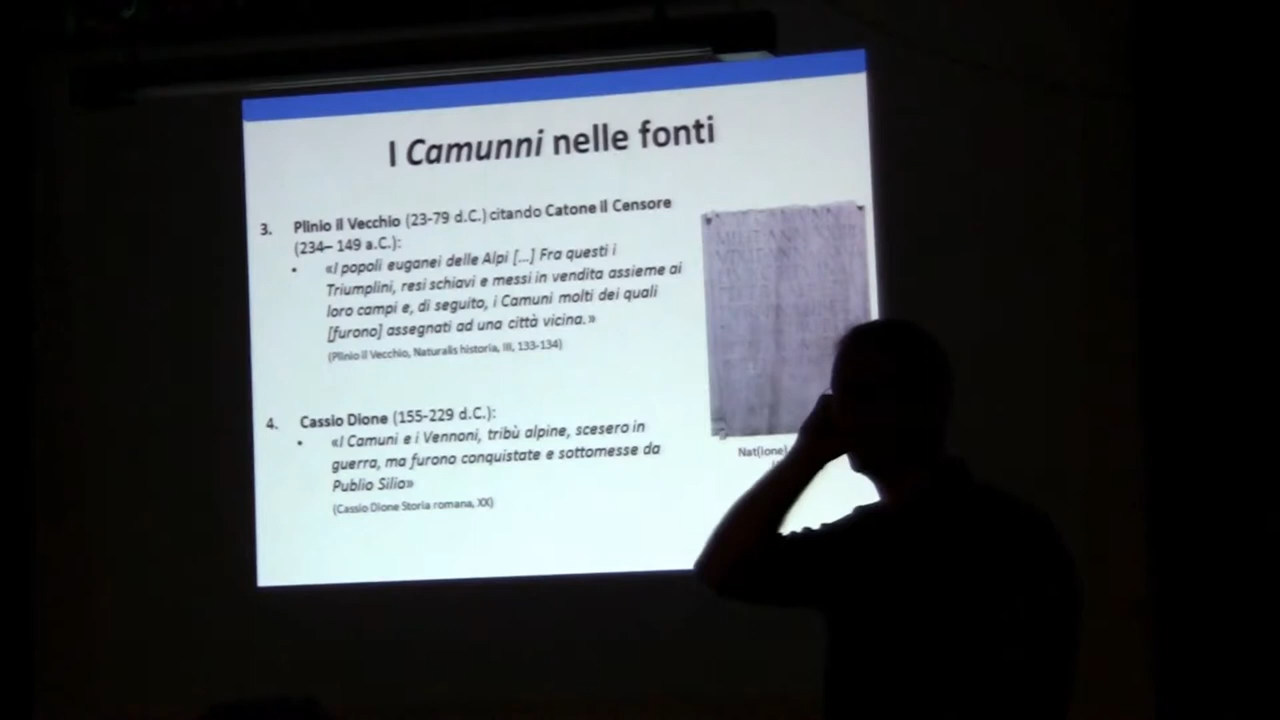 I Camunni nelle fonti
3. Plinio il Vecchio (23-79 d.C.) citando Catone il Censore
(234– 149 a.C.):
• «I popoli euganei delle Alpi [...] Fra questi i
Triumplini, resi schiavi e messi in vendita assieme ai
loro campi e, di seguito, i Camuni molti dei quali
[furono] assegnati ad una città vicina.»
(Plinio il Vecchio, Naturalis historia, III, 133-134)
4. Cassio Dione (155-229 d.C.):
• «I Camuni e i Vennoni, tribù alpine, scesero in
guerra, ma furono conquistate e sottomesse da
Publio Silio»
(Cassio Dione Storia romana, XX)
Nat(ione)